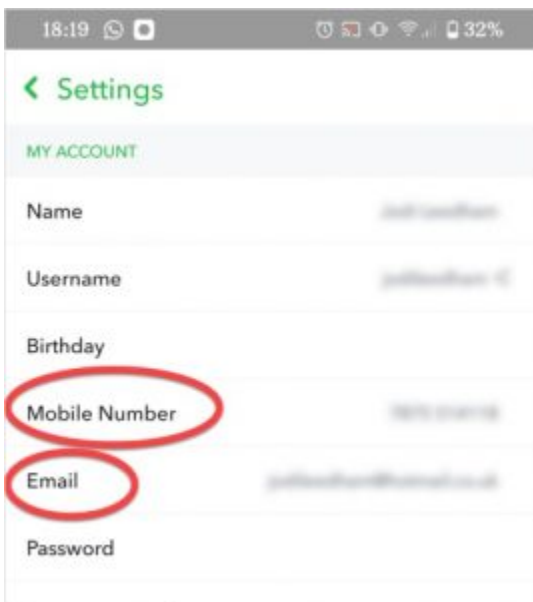 18:19 32%
Settings
MY ACCOUNT
Name
Username
Birthday
Mobile Number
Email
Password